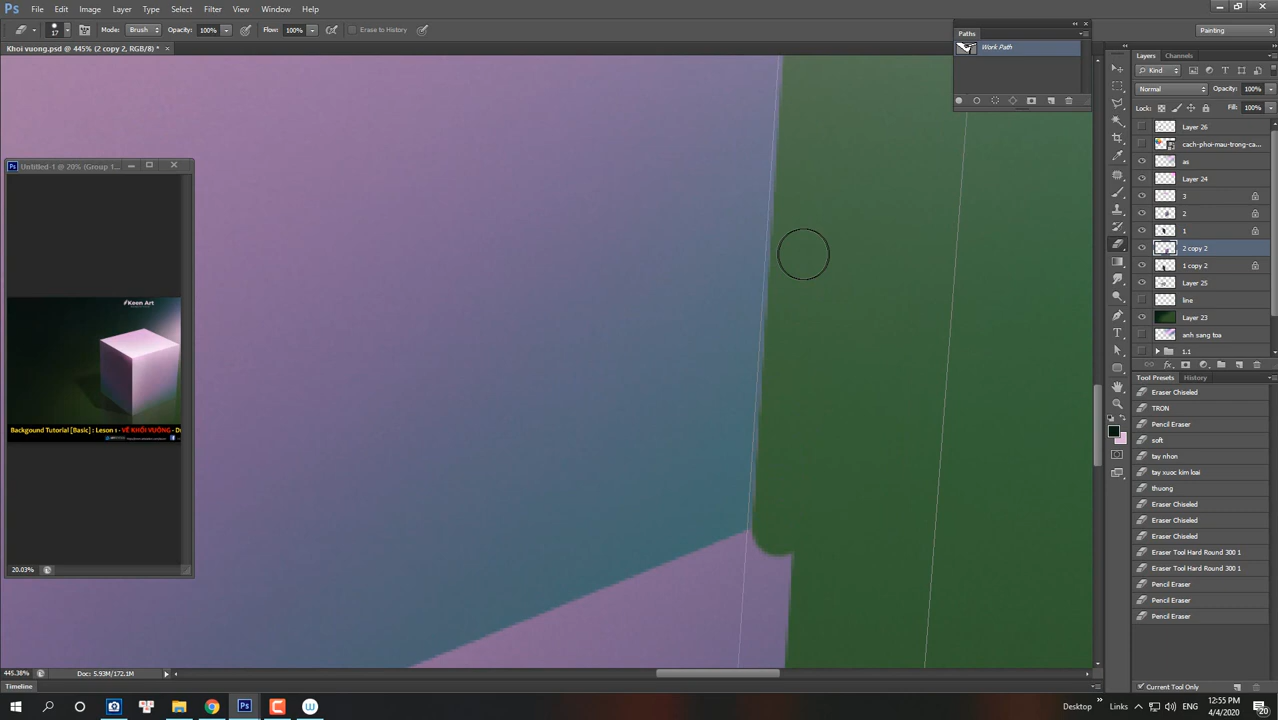 Ps File Edit Image Layer Type Select Filter 3D View Window Help
17 Mode: Brush Opacity: 100% Flow: 100% Erase to History Painting
Khoi vuong.psd @ 445% (2 copy 2, RGB/8) * ×
Paths
Work Path
Layers Channels
Kind
Normal Opacity: 100%
Lock: Fill: 100%
Layer 26
cach-phoi-mau-trong-ca...
as
Layer 24
3
2
1
2 copy 2
1 copy 2
Layer 25
line
Layer 23
anh sang toa
1.1
fx
Ps Untitled-1 @ 20% (Group 1...
Keen Art
Backgound Tutorial [Basic] : Leson 1 - VẼ KHỐI VUÔNG - D
20.03%
Tool Presets History
Eraser Chiseled
TRON
Pencil Eraser
soft
tay nhon
tay xuoc kim loai
thuong
Eraser Chiseled
Eraser Chiseled
Eraser Chiseled
Eraser Tool Hard Round 300 1
Eraser Tool Hard Round 300 1
Pencil Eraser
Pencil Eraser
Pencil Eraser
Current Tool Only
445.38% Doc: 5.93M/172.1M
Timeline
Desktop Links ENG 12:55 PM
4/4/2020
20